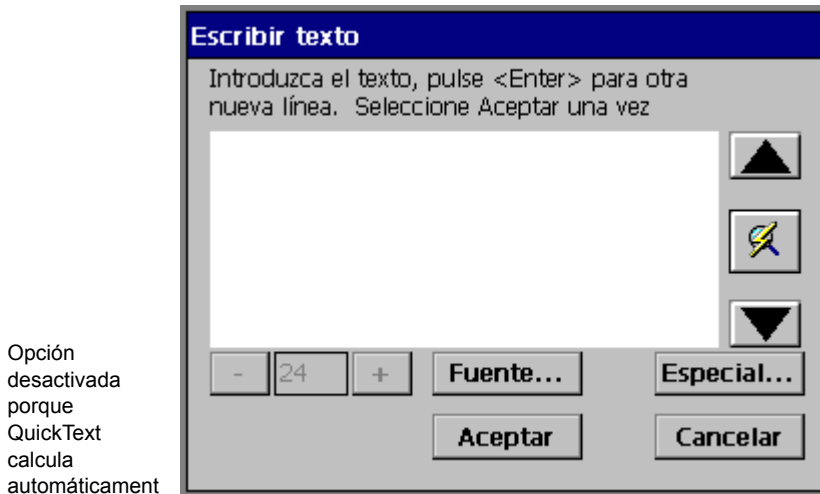 Escribir texto
Introduzca el texto, pulse <Enter> para otra
nueva línea. Seleccione Aceptar una vez
- 24 + Fuente... Especial...
Aceptar Cancelar
Opción
desactivada
porque
QuickText
calcula
automáticament